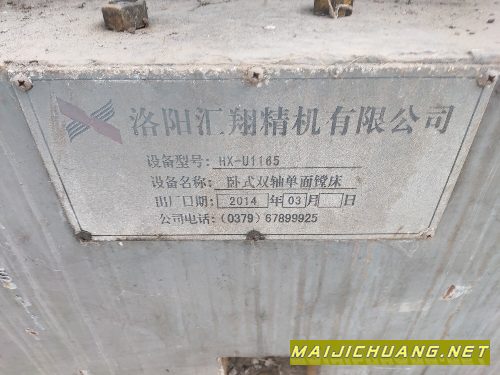 洛阳汇翔精机有限公司
设备型号: HX-U1165
设备名称: 卧式双轴单面镗床
出厂日期: 2014 年 03 月 日
公司电话: (0379) 67899925
MAIJICHUANG.NET